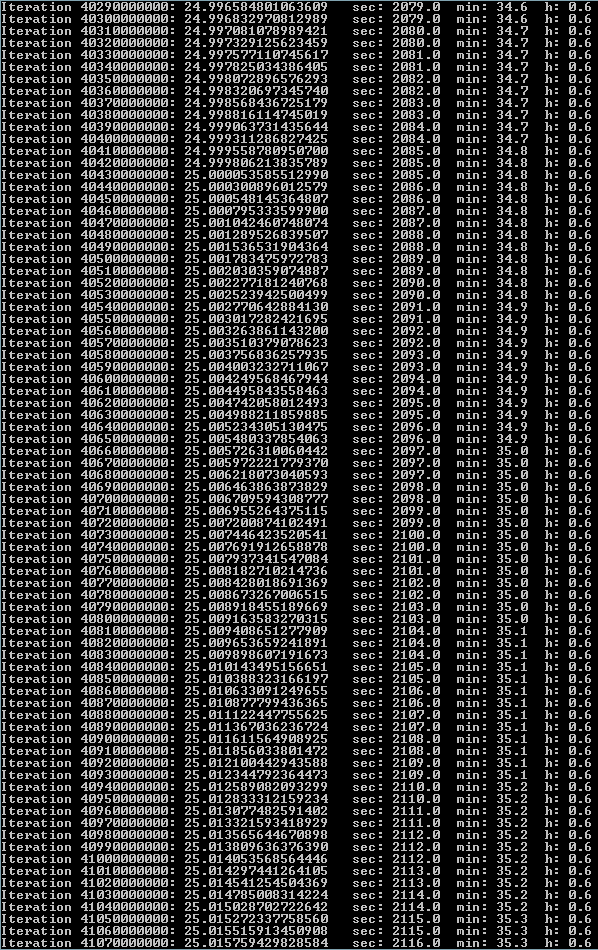 Iteration 40290000000: 24.996584801063609 sec: 2079.0 min: 34.6 h: 0.6
Iteration 40300000000: 24.996832970812989 sec: 2079.0 min: 34.6 h: 0.6
Iteration 40310000000: 24.997081078989421 sec: 2080.0 min: 34.7 h: 0.6
Iteration 40320000000: 24.997329125623459 sec: 2080.0 min: 34.7 h: 0.6
Iteration 40330000000: 24.997577110745617 sec: 2081.0 min: 34.7 h: 0.6
Iteration 40340000000: 24.997825034386405 sec: 2081.0 min: 34.7 h: 0.6
Iteration 40350000000: 24.998072896576293 sec: 2082.0 min: 34.7 h: 0.6
Iteration 40360000000: 24.998320697345740 sec: 2082.0 min: 34.7 h: 0.6
Iteration 40370000000: 24.998568436725179 sec: 2083.0 min: 34.7 h: 0.6
Iteration 40380000000: 24.998816114745019 sec: 2083.0 min: 34.7 h: 0.6
Iteration 40390000000: 24.999063731435644 sec: 2084.0 min: 34.7 h: 0.6
Iteration 40400000000: 24.999311286827425 sec: 2084.0 min: 34.7 h: 0.6
Iteration 40410000000: 24.999558780950700 sec: 2085.0 min: 34.8 h: 0.6
Iteration 40420000000: 24.999806213835789 sec: 2085.0 min: 34.8 h: 0.6
Iteration 40430000000: 25.000053585512990 sec: 2085.0 min: 34.8 h: 0.6
Iteration 40440000000: 25.000300896012579 sec: 2086.0 min: 34.8 h: 0.6
Iteration 40450000000: 25.000548145364807 sec: 2086.0 min: 34.8 h: 0.6
Iteration 40460000000: 25.000795333599900 sec: 2087.0 min: 34.8 h: 0.6
Iteration 40470000000: 25.001042460748074 sec: 2087.0 min: 34.8 h: 0.6
Iteration 40480000000: 25.001289526839507 sec: 2088.0 min: 34.8 h: 0.6
Iteration 40490000000: 25.001536531904364 sec: 2088.0 min: 34.8 h: 0.6
Iteration 40500000000: 25.001783475972783 sec: 2089.0 min: 34.8 h: 0.6
Iteration 40510000000: 25.002030359074887 sec: 2089.0 min: 34.8 h: 0.6
Iteration 40520000000: 25.002277181240768 sec: 2090.0 min: 34.8 h: 0.6
Iteration 40530000000: 25.002523942500499 sec: 2090.0 min: 34.8 h: 0.6
Iteration 40540000000: 25.002770642884130 sec: 2091.0 min: 34.9 h: 0.6
Iteration 40550000000: 25.003017282421695 sec: 2091.0 min: 34.9 h: 0.6
Iteration 40560000000: 25.003263861143200 sec: 2092.0 min: 34.9 h: 0.6
Iteration 40570000000: 25.003510379078623 sec: 2092.0 min: 34.9 h: 0.6
Iteration 40580000000: 25.003756836257935 sec: 2093.0 min: 34.9 h: 0.6
Iteration 40590000000: 25.004003232711067 sec: 2093.0 min: 34.9 h: 0.6
Iteration 40600000000: 25.004249568467944 sec: 2094.0 min: 34.9 h: 0.6
Iteration 40610000000: 25.004495843558463 sec: 2094.0 min: 34.9 h: 0.6
Iteration 40620000000: 25.004742058012493 sec: 2095.0 min: 34.9 h: 0.6
Iteration 40630000000: 25.004988211859885 sec: 2095.0 min: 34.9 h: 0.6
Iteration 40640000000: 25.005234305130475 sec: 2096.0 min: 34.9 h: 0.6
Iteration 40650000000: 25.005480337854063 sec: 2096.0 min: 34.9 h: 0.6
Iteration 40660000000: 25.005726310060442 sec: 2097.0 min: 35.0 h: 0.6
Iteration 40670000000: 25.005972221779370 sec: 2097.0 min: 35.0 h: 0.6
Iteration 40680000000: 25.006218073040593 sec: 2098.0 min: 35.0 h: 0.6
Iteration 40690000000: 25.006463863873829 sec: 2098.0 min: 35.0 h: 0.6
Iteration 40700000000: 25.006709594308777 sec: 2098.0 min: 35.0 h: 0.6
Iteration 40710000000: 25.006955264375115 sec: 2099.0 min: 35.0 h: 0.6
Iteration 40720000000: 25.007200874102491 sec: 2099.0 min: 35.0 h: 0.6
Iteration 40730000000: 25.007446423520541 sec: 2100.0 min: 35.0 h: 0.6
Iteration 40740000000: 25.007691912658878 sec: 2100.0 min: 35.0 h: 0.6
Iteration 40750000000: 25.007937341547084 sec: 2101.0 min: 35.0 h: 0.6
Iteration 40760000000: 25.008182710214736 sec: 2101.0 min: 35.0 h: 0.6
Iteration 40770000000: 25.008428018691369 sec: 2102.0 min: 35.0 h: 0.6
Iteration 40780000000: 25.008673267006515 sec: 2102.0 min: 35.0 h: 0.6
Iteration 40790000000: 25.008918455189669 sec: 2103.0 min: 35.0 h: 0.6
Iteration 40800000000: 25.009163583270315 sec: 2103.0 min: 35.0 h: 0.6
Iteration 40810000000: 25.009408651277909 sec: 2104.0 min: 35.1 h: 0.6
Iteration 40820000000: 25.009653659241891 sec: 2104.0 min: 35.1 h: 0.6
Iteration 40830000000: 25.009898607191673 sec: 2104.0 min: 35.1 h: 0.6
Iteration 40840000000: 25.010143495156651 sec: 2105.0 min: 35.1 h: 0.6
Iteration 40850000000: 25.010388323166197 sec: 2105.0 min: 35.1 h: 0.6
Iteration 40860000000: 25.010633091249655 sec: 2106.0 min: 35.1 h: 0.6
Iteration 40870000000: 25.010877799436365 sec: 2106.0 min: 35.1 h: 0.6
Iteration 40880000000: 25.011122447755625 sec: 2107.0 min: 35.1 h: 0.6
Iteration 40890000000: 25.011367036236724 sec: 2107.0 min: 35.1 h: 0.6
Iteration 40900000000: 25.011611564908925 sec: 2108.0 min: 35.1 h: 0.6
Iteration 40910000000: 25.011856033801472 sec: 2108.0 min: 35.1 h: 0.6
Iteration 40920000000: 25.012100442943588 sec: 2109.0 min: 35.1 h: 0.6
Iteration 40930000000: 25.012344792364473 sec: 2109.0 min: 35.1 h: 0.6
Iteration 40940000000: 25.012589082093299 sec: 2110.0 min: 35.2 h: 0.6
Iteration 40950000000: 25.012833312159234 sec: 2110.0 min: 35.2 h: 0.6
Iteration 40960000000: 25.013077482591402 sec: 2111.0 min: 35.2 h: 0.6
Iteration 40970000000: 25.013321593418929 sec: 2111.0 min: 35.2 h: 0.6
Iteration 40980000000: 25.013565644670898 sec: 2112.0 min: 35.2 h: 0.6
Iteration 40990000000: 25.013809636376390 sec: 2112.0 min: 35.2 h: 0.6
Iteration 41000000000: 25.014053568564446 sec: 2112.0 min: 35.2 h: 0.6
Iteration 41010000000: 25.014297441264105 sec: 2113.0 min: 35.2 h: 0.6
Iteration 41020000000: 25.014541254504369 sec: 2113.0 min: 35.2 h: 0.6
Iteration 41030000000: 25.014785008314224 sec: 2114.0 min: 35.2 h: 0.6
Iteration 41040000000: 25.015028702722642 sec: 2114.0 min: 35.2 h: 0.6
Iteration 41050000000: 25.015272337758560 sec: 2115.0 min: 35.3 h: 0.6
Iteration 41060000000: 25.015515913450908 sec: 2115.0 min: 35.3 h: 0.6
Iteration 41070000000: 25.015759429828584 sec: 2116.0 min: 35.3 h: 0.6